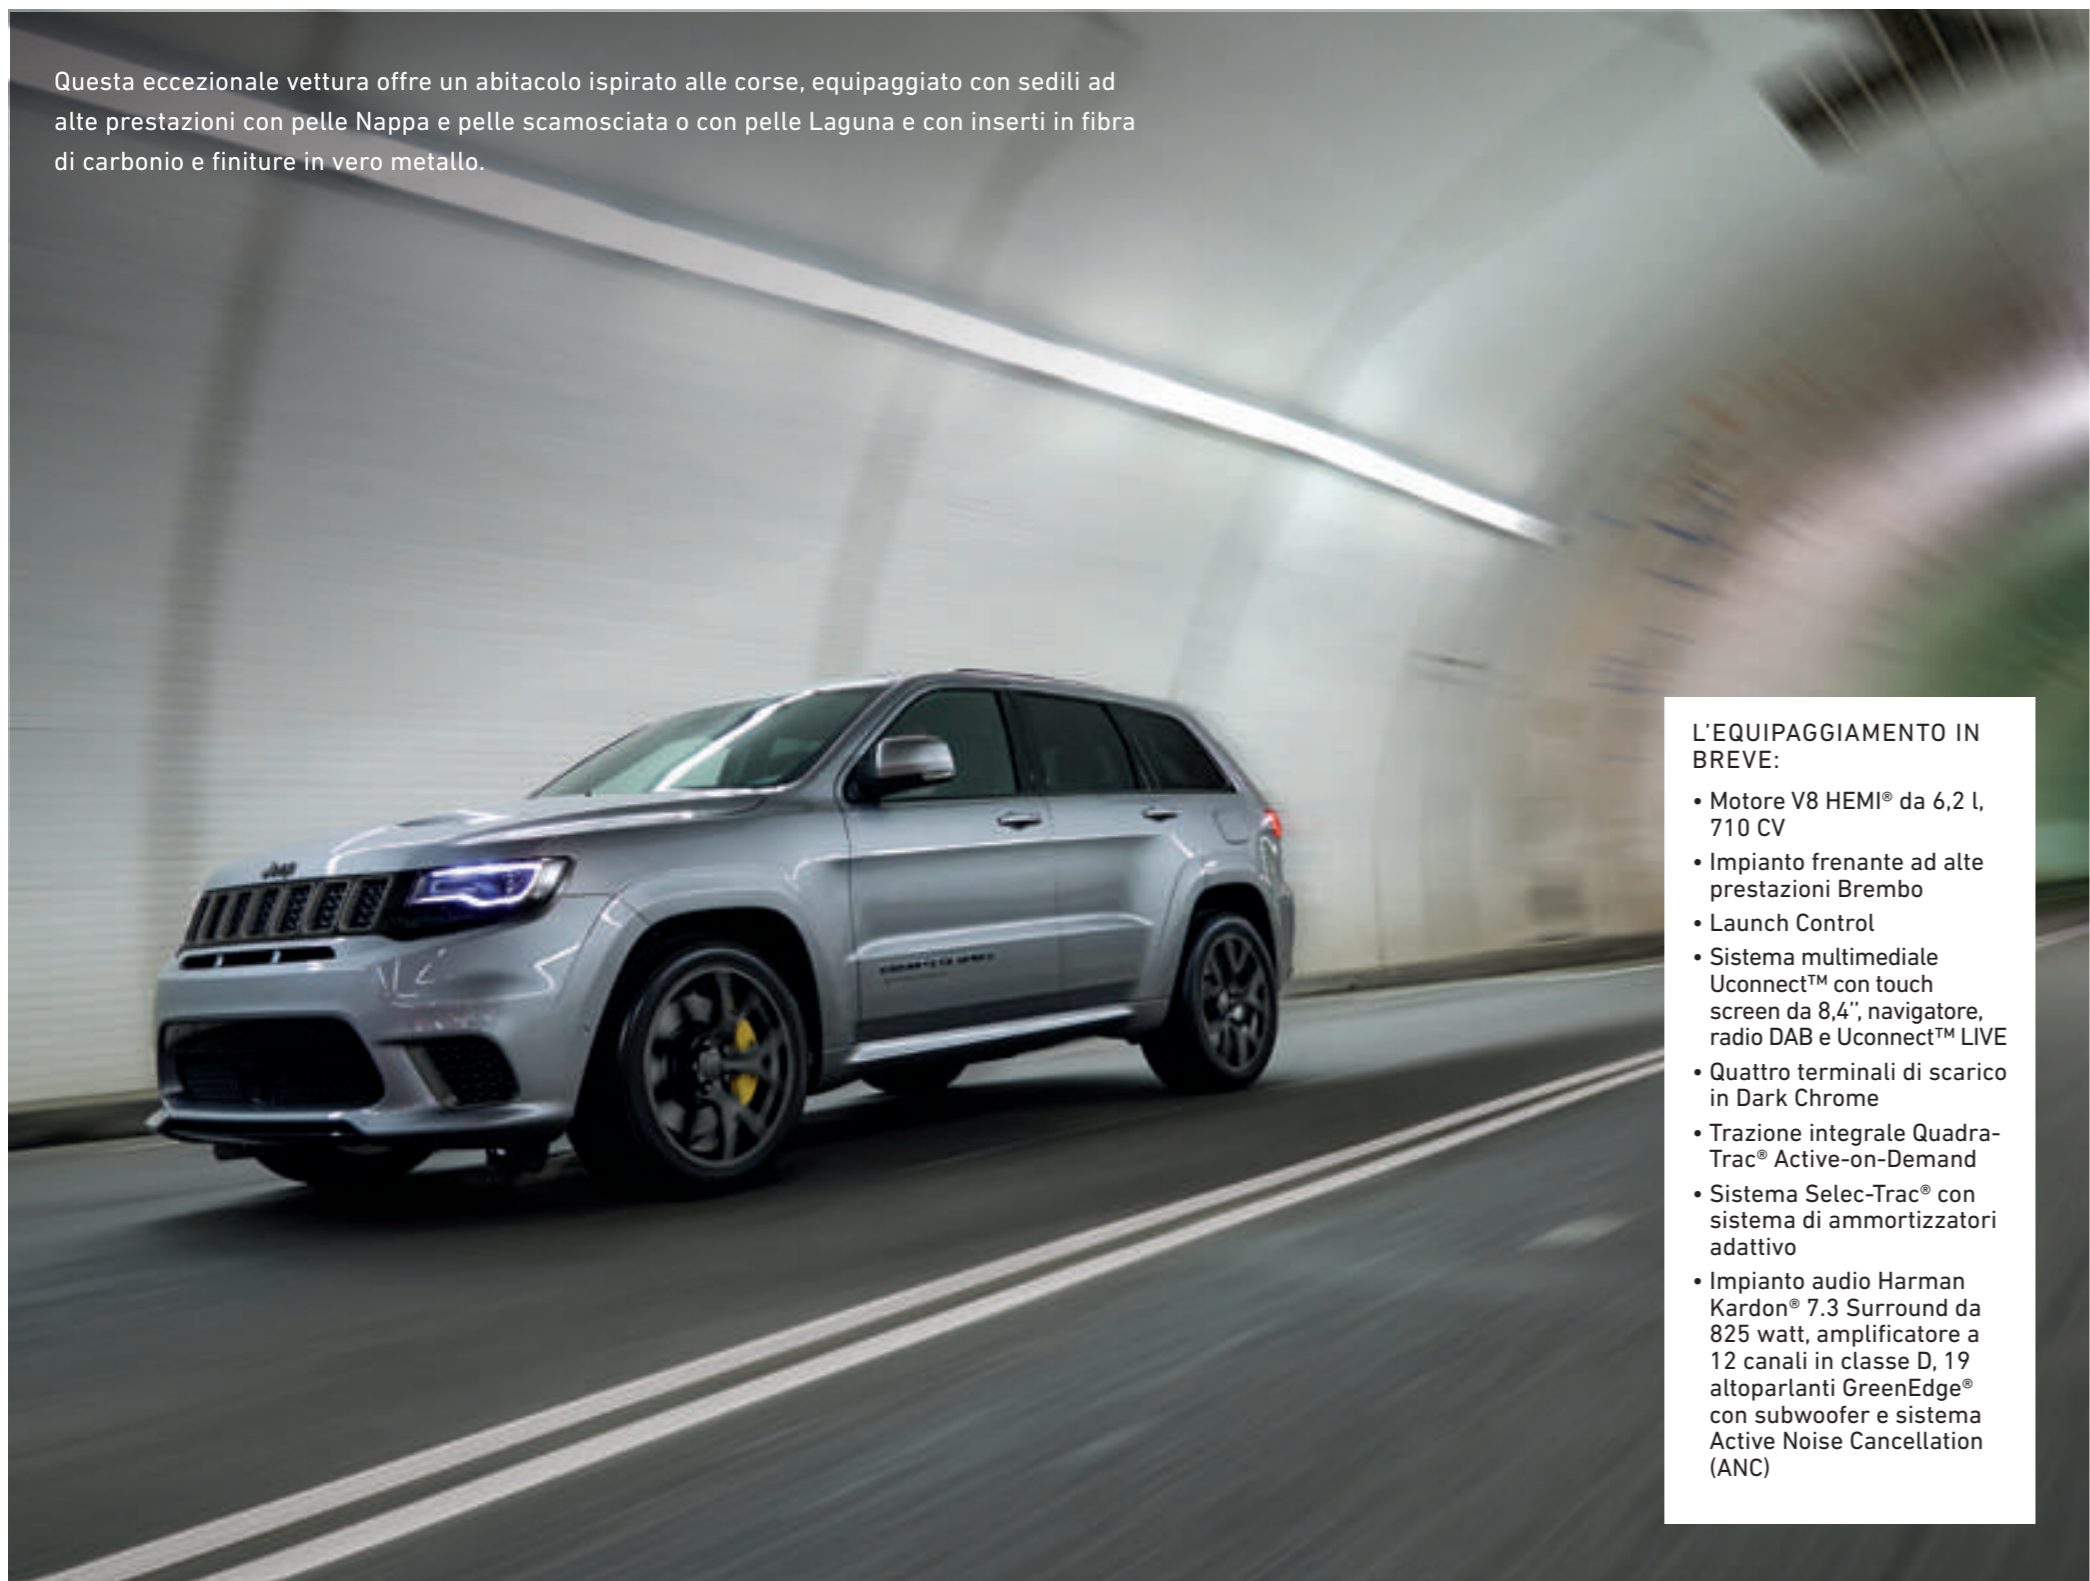 Questa eccezionale vettura offre un abitacolo ispirato alle corse, equipaggiato con sedili ad
alte prestazioni con pelle Nappa e pelle scamosciata o con pelle Laguna e con inserti in fibra
di carbonio e finiture in vero metallo.
Jeep
L'EQUIPAGGIAMENTO IN
BREVE:
• Motore V8 HEMI® da 6,2 l,
710 CV
• Impianto frenante ad alte
prestazioni Brembo
• Launch Control
• Sistema multimediale
Uconnect™ con touch
screen da 8,4’’, navigatore,
radio DAB e Uconnect™ LIVE
• Quattro terminali di scarico
in Dark Chrome
• Trazione integrale Quadra-
Trac® Active-on-Demand
• Sistema Selec-Trac® con
sistema di ammortizzatori
adattivo
• Impianto audio Harman
Kardon® 7.3 Surround da
825 watt, amplificatore a
12 canali in classe D, 19
altoparlanti GreenEdge®
con subwoofer e sistema
Active Noise Cancellation
(ANC)